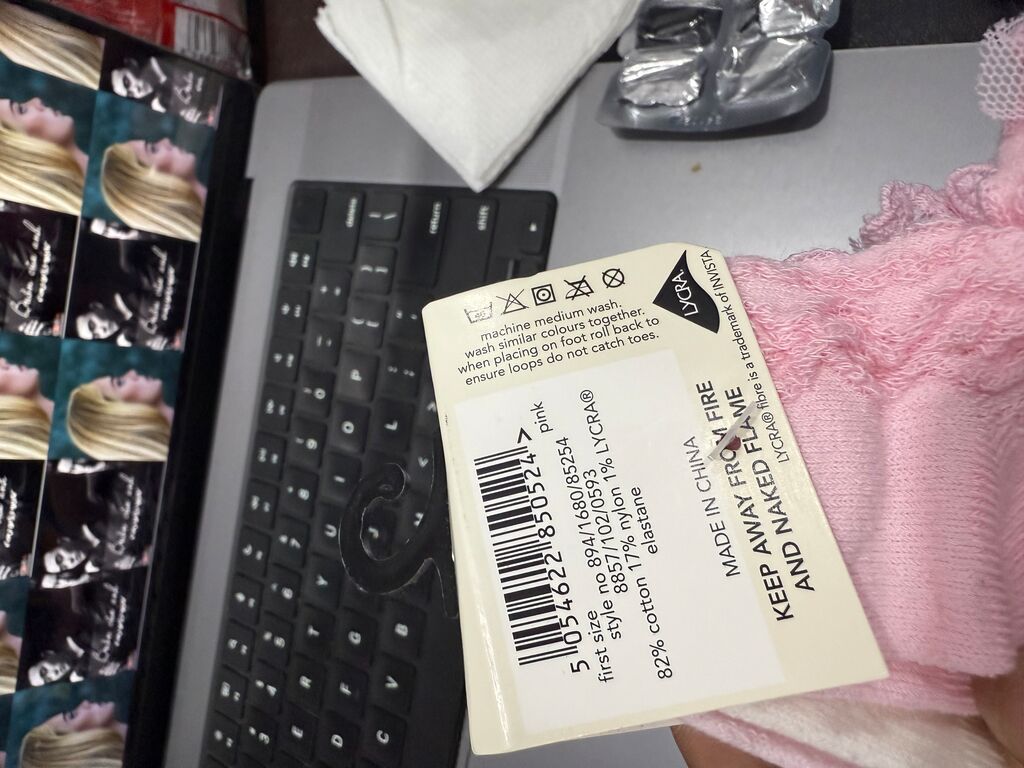 machine medium wash.
wash similar colours together.
when placing on foot roll back to
ensure loops do not catch toes.
LYCRA
5 054622 850524 >
pink
first size
style no 894/1680/85254
8857/102/0593
82% cotton 17% nylon 1% LYCRA®
elastane
MADE IN CHINA
KEEP AWAY FROM FIRE
AND NAKED FLAME
LYCRA® fibre is a trademark of INVISTA
delete
return
shift
P
O
I
U
Y
T
R
E
J
G
F
D
B
V
C